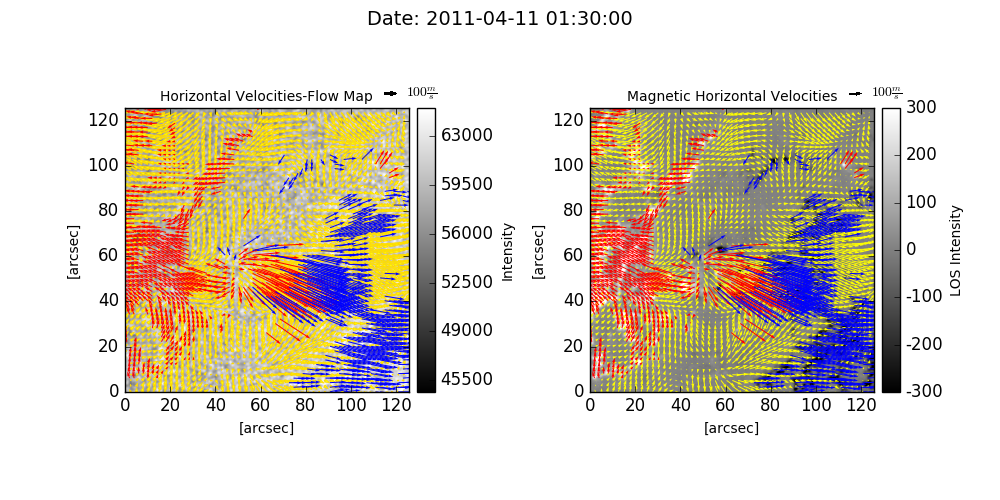 Date: 2011-04-11 01:30:00
Horizontal Velocities-Flow Map
100 m/s
120
100
80
60
40
20
0
0 20 40 60 80 100 120
[arcsec]
[arcsec]
63000
59500
56000
52500
49000
45500
Intensity
Magnetic Horizontal Velocities
100 m/s
120
100
80
60
40
20
0
0 20 40 60 80 100 120
[arcsec]
[arcsec]
300
200
100
0
-100
-200
-300
LOS Intensity